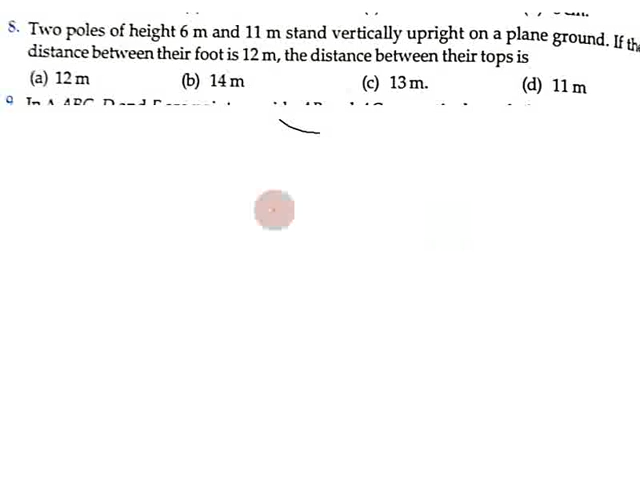 8. Two poles of height 6 m and 11 m stand vertically upright on a plane ground. If the
distance between their foot is 12 m, the distance between their tops is
(a) 12 m (b) 14 m (c) 13 m. (d) 11 m